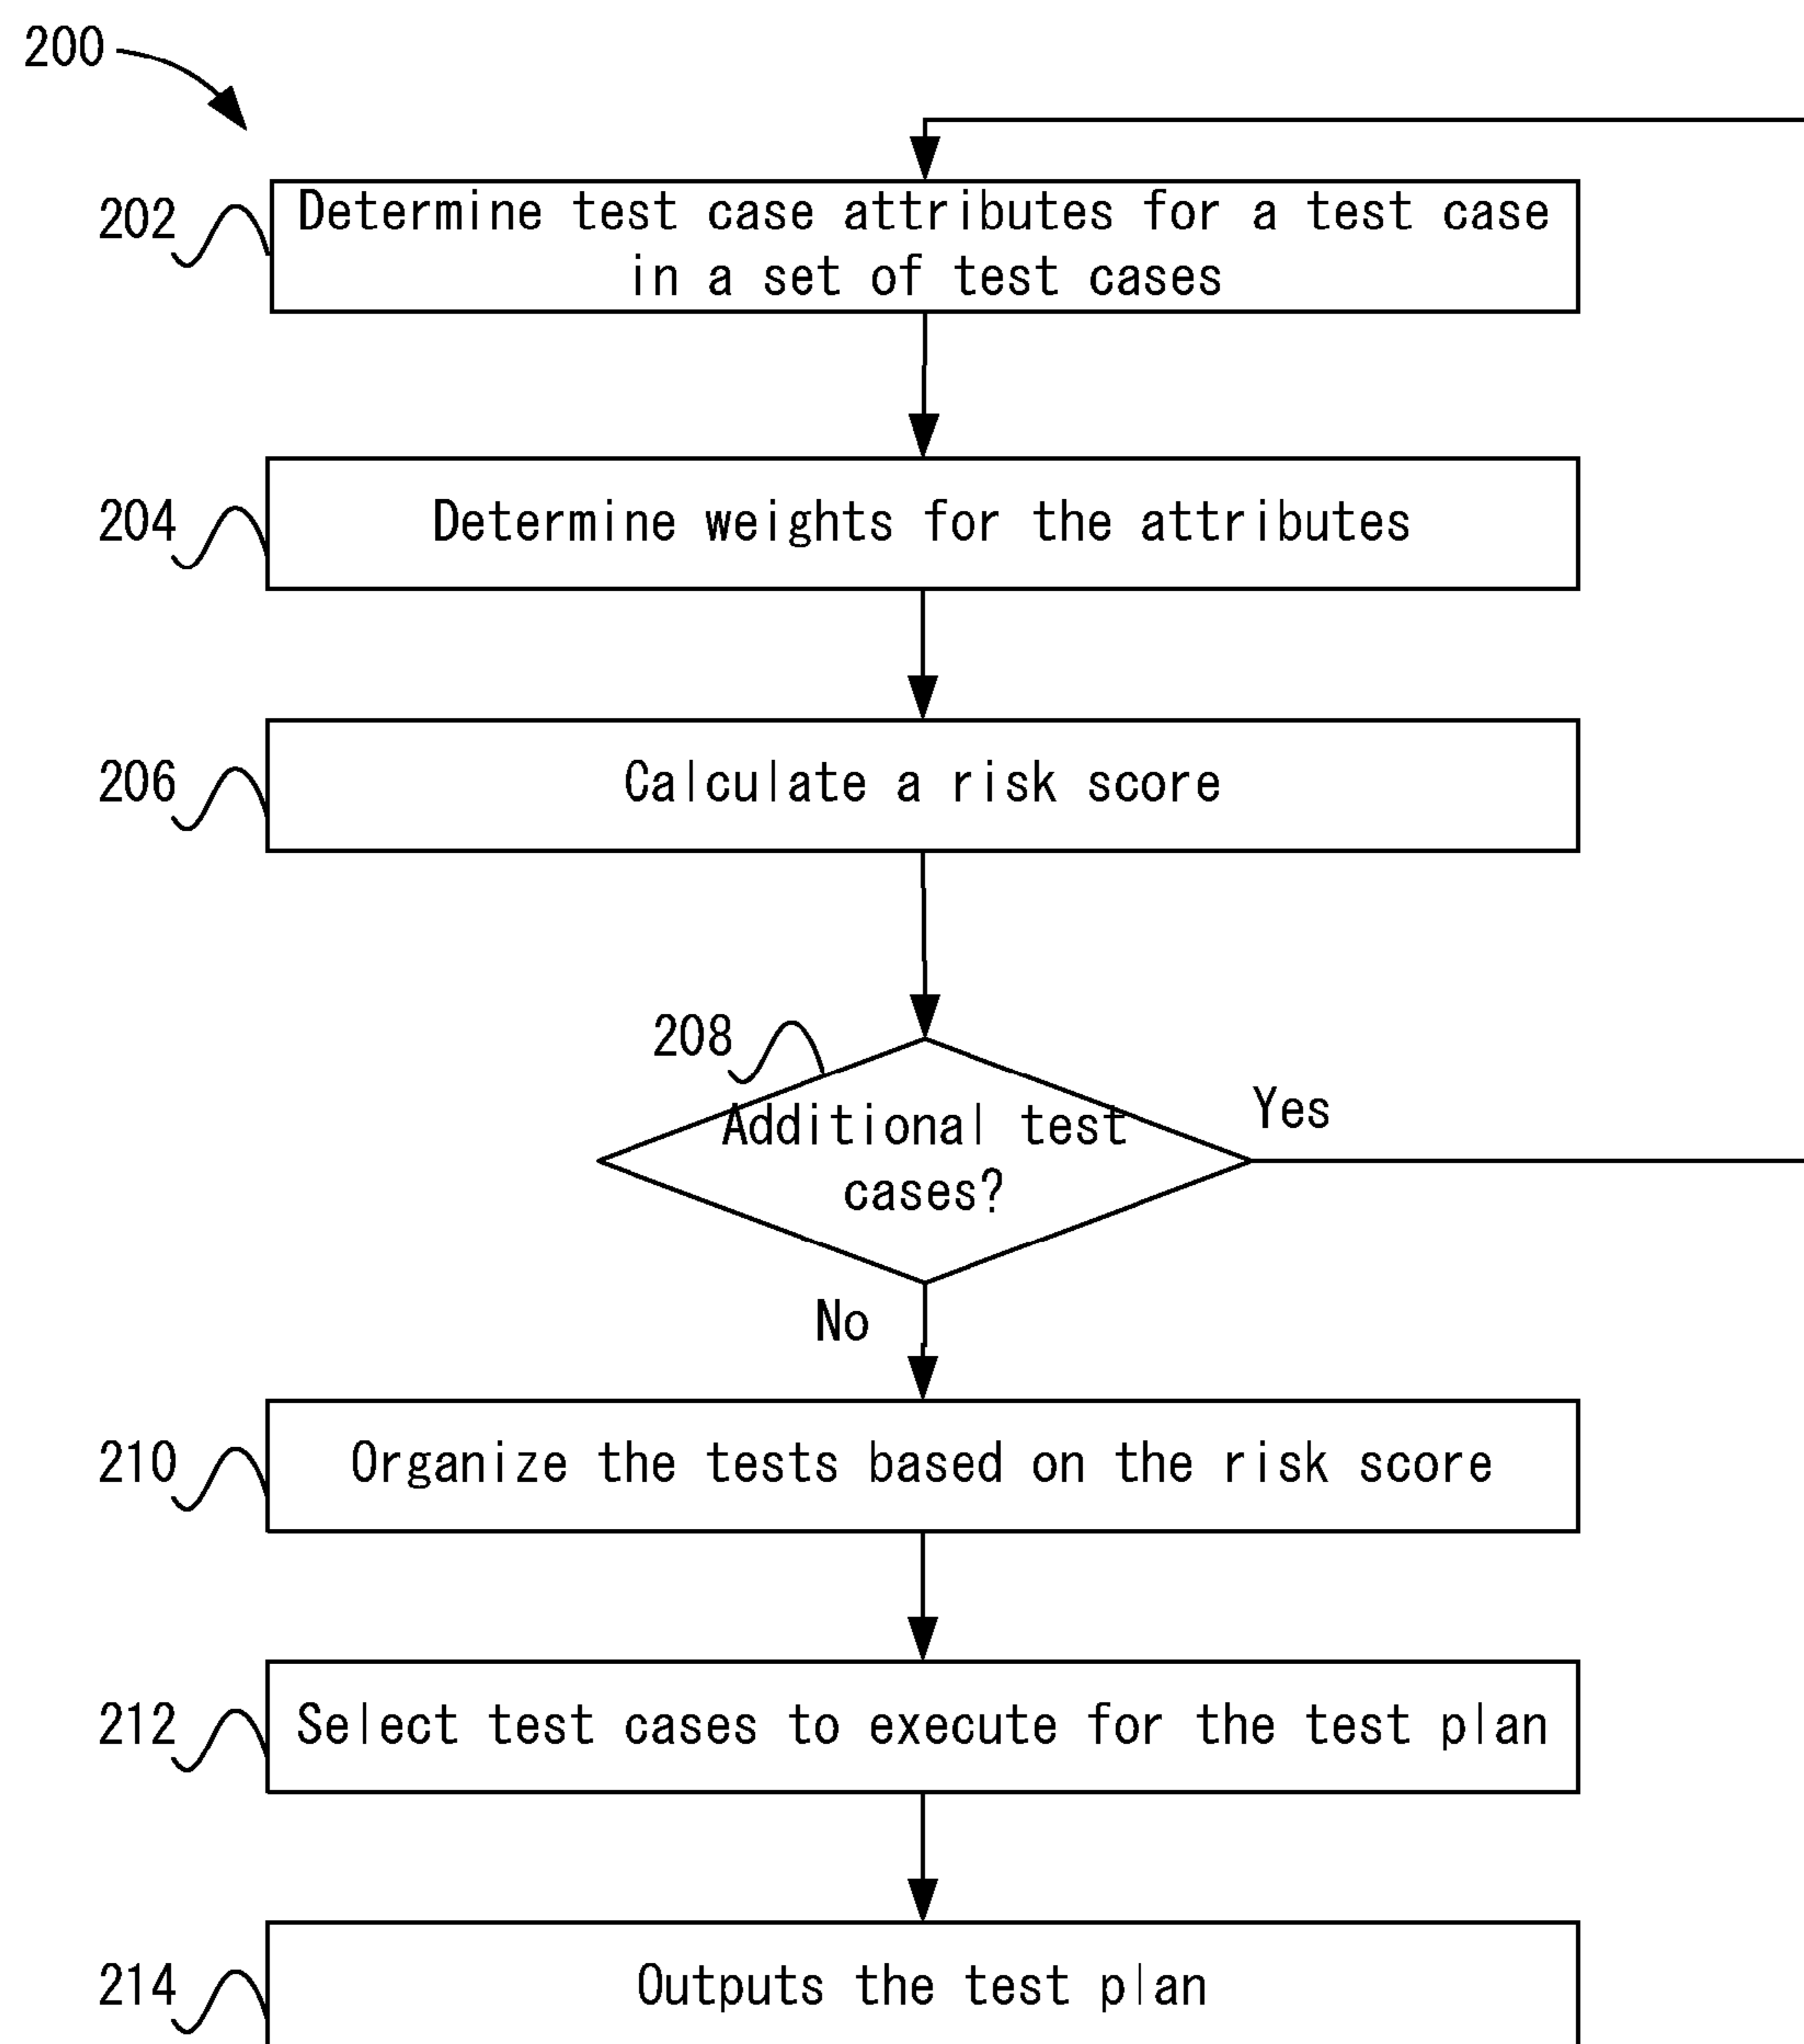 200
202
Determine test case attributes for a test case
in a set of test cases
204
Determine weights for the attributes
206
Calculate a risk score
208
Additional test
cases?
Yes
No
210
Organize the tests based on the risk score
212
Select test cases to execute for the test plan
214
Outputs the test plan